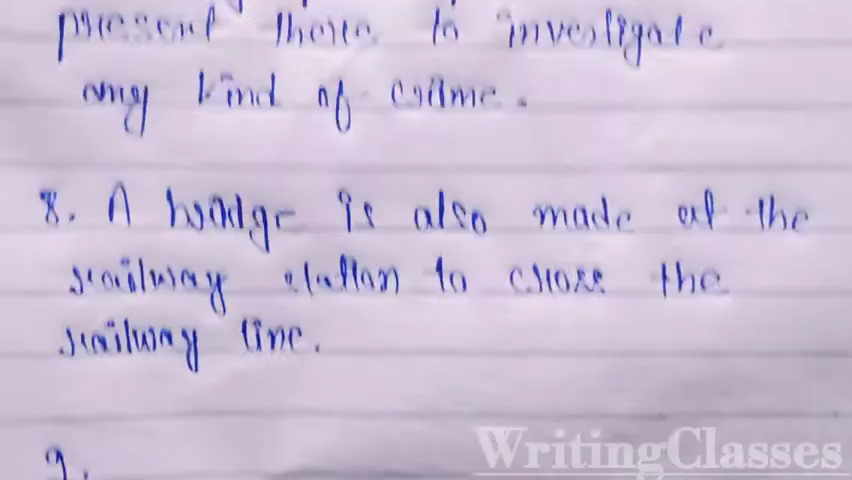 present there to investigate
any kind of crime.
8. A bridge is also made at the
railway station to cross the
railway line.
9.
WritingClasses